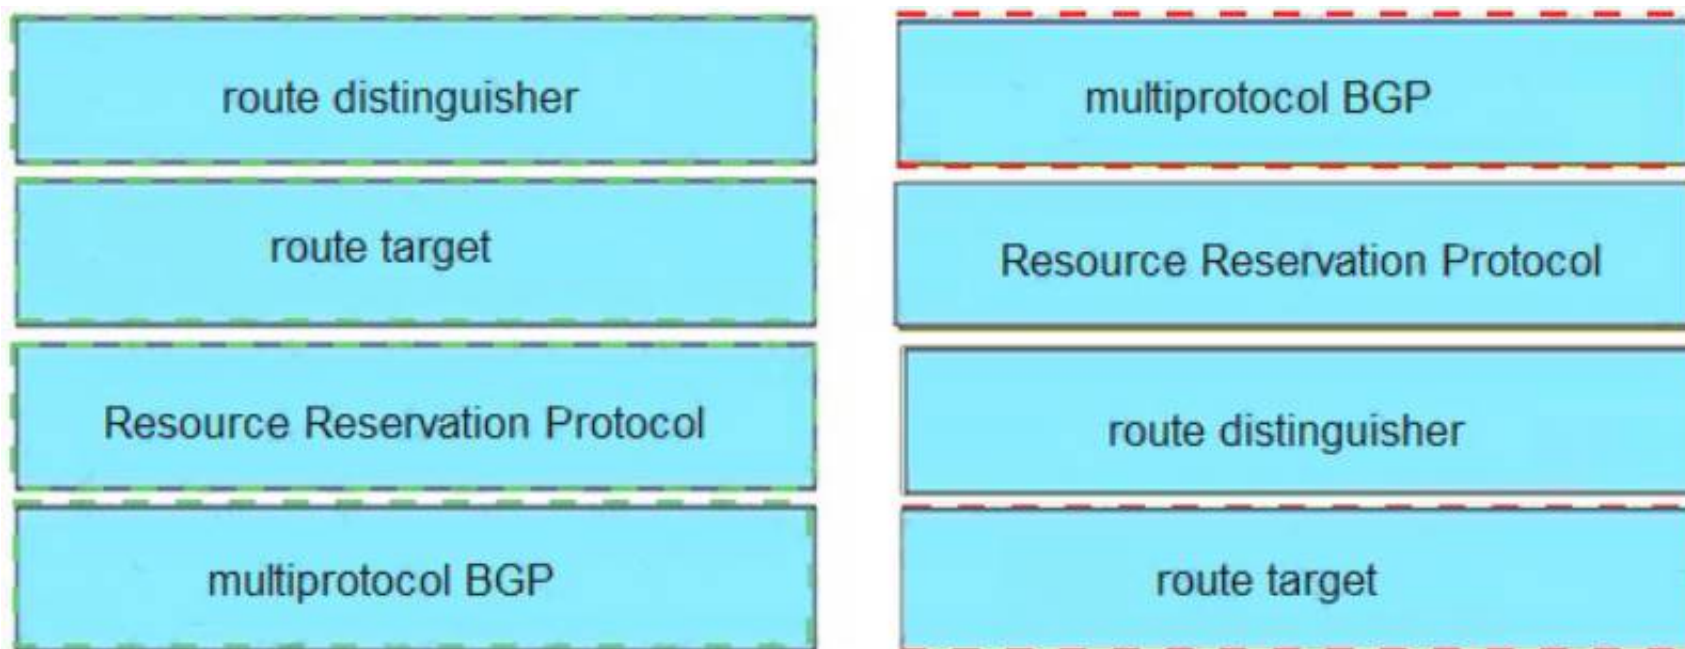 route distinguisher
route target
Resource Reservation Protocol
multiprotocol BGP
multiprotocol BGP
Resource Reservation Protocol
route distinguisher
route target